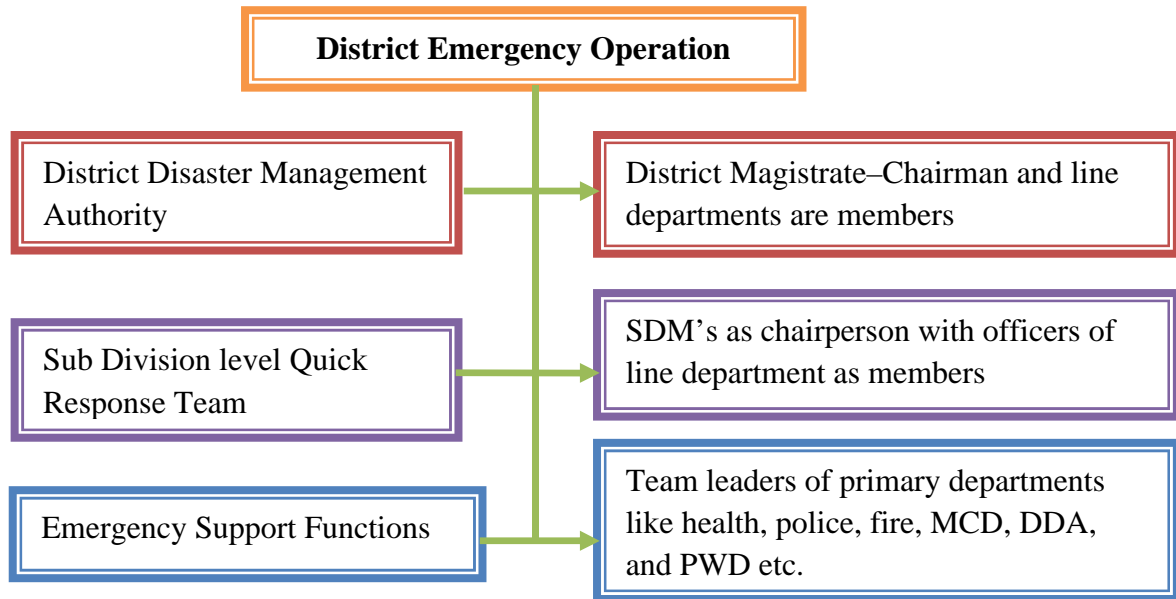 District Emergency Operation
District Disaster Management
Authority
District Magistrate–Chairman and line
departments are members
Sub Division level Quick
Response Team
SDM’s as chairperson with officers of
line department as members
Emergency Support Functions
Team leaders of primary departments
like health, police, fire, MCD, DDA,
and PWD etc.